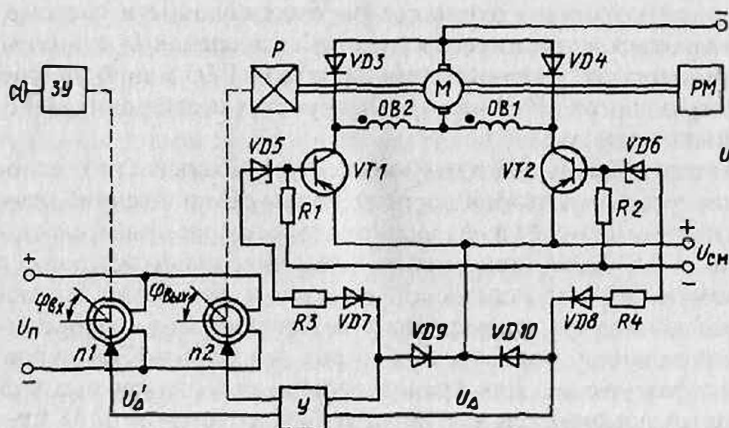 −
P VD3 VD4
ЗУ М РМ
ОВ2 ОВ1
VD5 VD6 U
VT1 VT2
R1 R2
+
Uсм
+ −
φвх φвых
Uп R3 VD7 VD8 R4
п1 п2 VD9 VD10
−
UΔ У UΔ